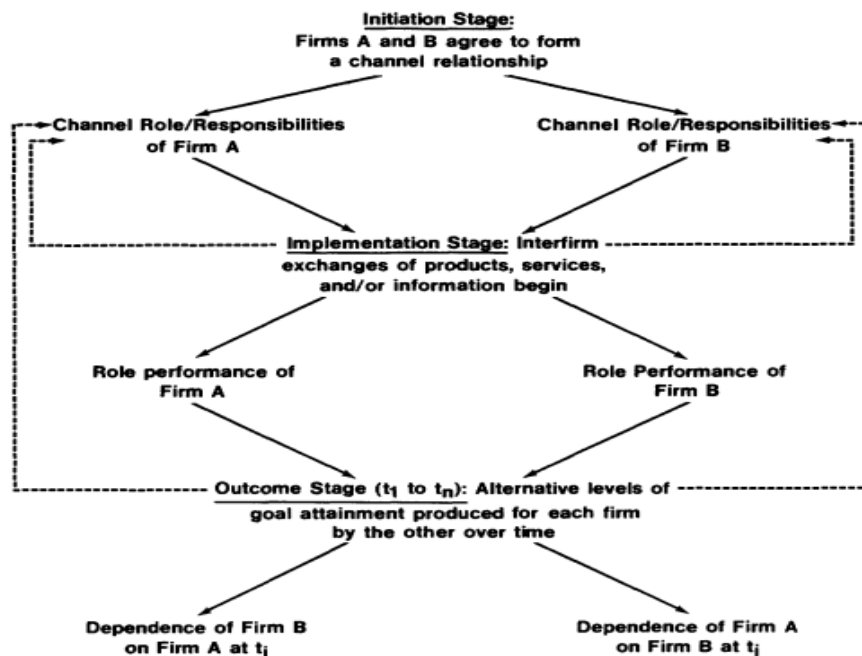 Initiation Stage:
Firms A and B agree to form
a channel relationship
Channel Role/Responsibilities
of Firm A
Channel Role/Responsibilities
of Firm B
Implementation Stage: Interfirm
exchanges of products, services,
and/or information begin
Role performance of
Firm A
Role Performance of
Firm B
Outcome Stage (t₁ to tₙ): Alternative levels of
goal attainment produced for each firm
by the other over time
Dependence of Firm B
on Firm A at tᵢ
Dependence of Firm A
on Firm B at tᵢ